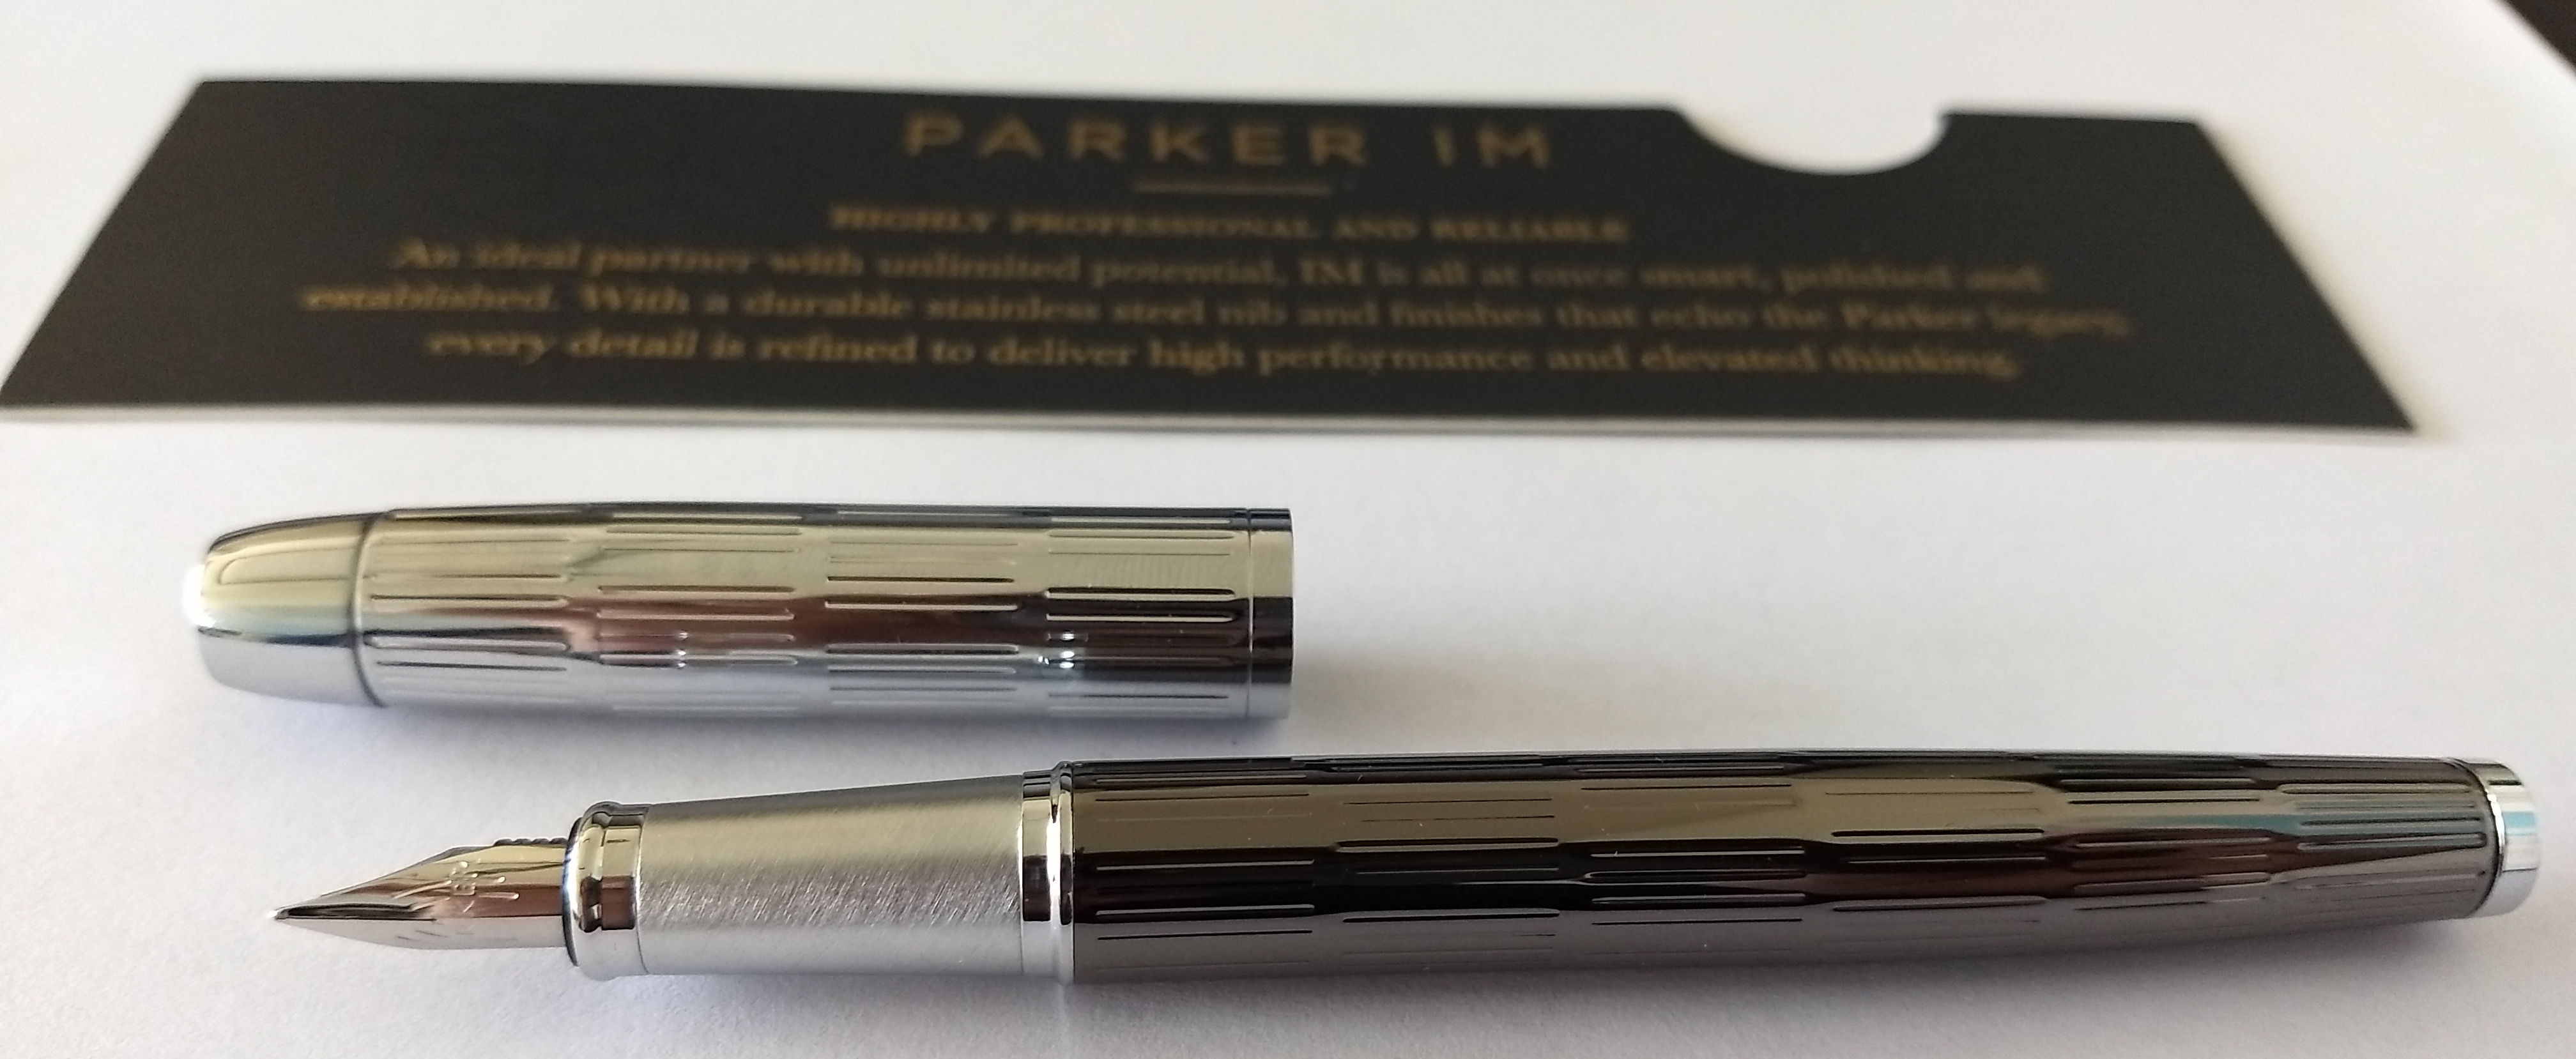 PARKER IM
HIGHLY PROFESSIONAL AND RELIABLE
An ideal partner with unlimited potential, IM is all at once smart, polished and
established. With a durable stainless steel nib and finishes that echo the Parker legacy,
every detail is refined to deliver high performance and elevated thinking.